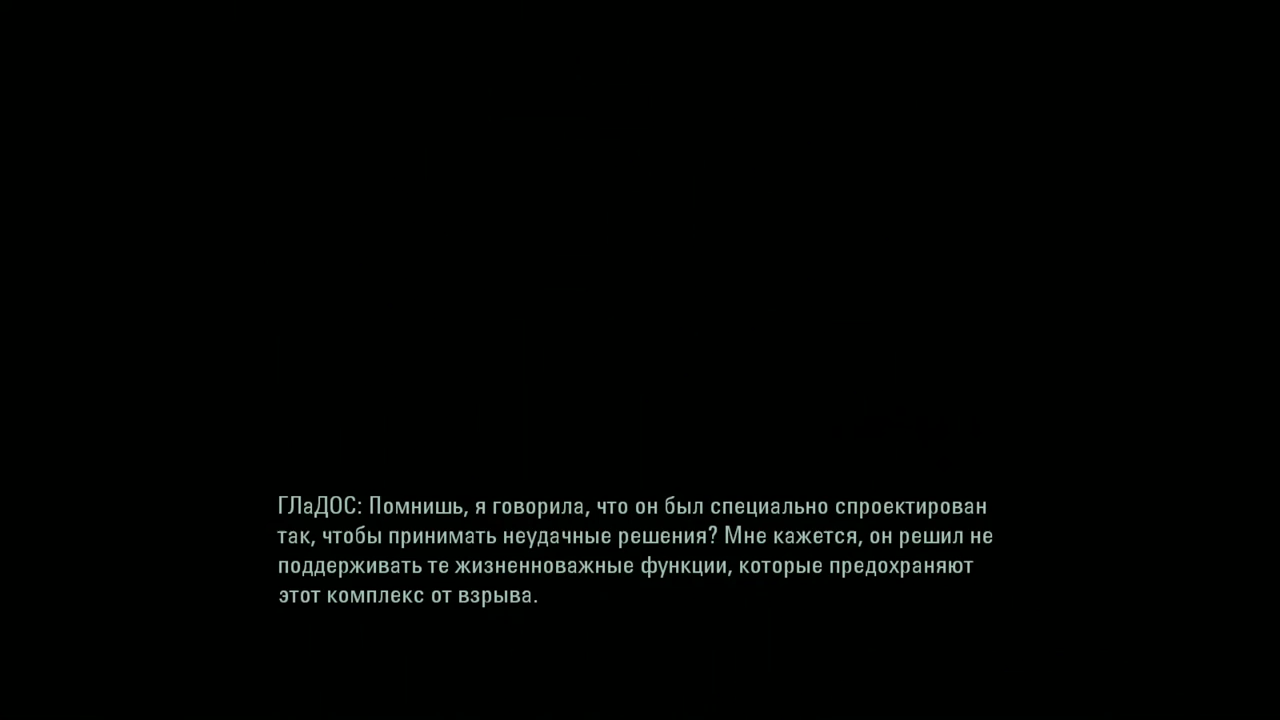 ГЛаДОС: Помнишь, я говорила, что он был специально спроектирован
так, чтобы принимать неудачные решения? Мне кажется, он решил не
поддерживать те жизненноважные функции, которые предохраняют
этот комплекс от взрыва.